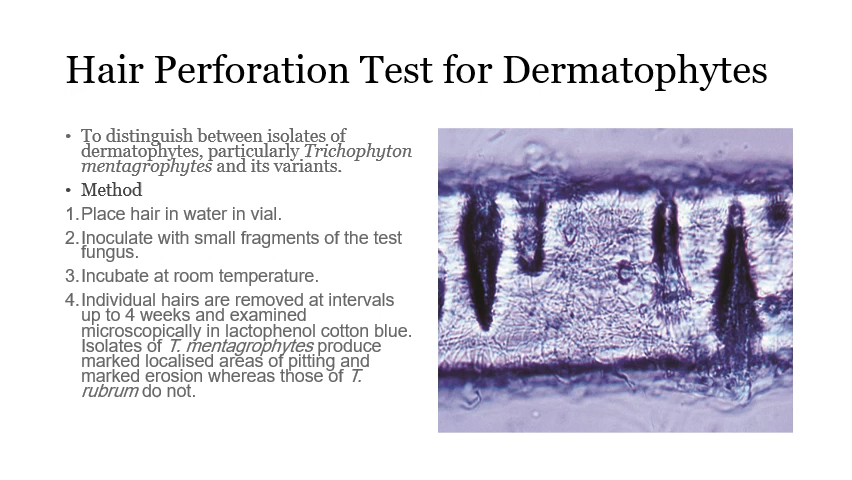 Hair Perforation Test for Dermatophytes
• To distinguish between isolates of
dermatophytes, particularly Trichophyton
mentagrophytes and its variants.
• Method
1. Place hair in water in vial.
2. Inoculate with small fragments of the test
fungus.
3. Incubate at room temperature.
4. Individual hairs are removed at intervals
up to 4 weeks and examined
microscopically in lactophenol cotton blue.
Isolates of T. mentagrophytes produce
marked localised areas of pitting and
marked erosion whereas those of T.
rubrum do not.